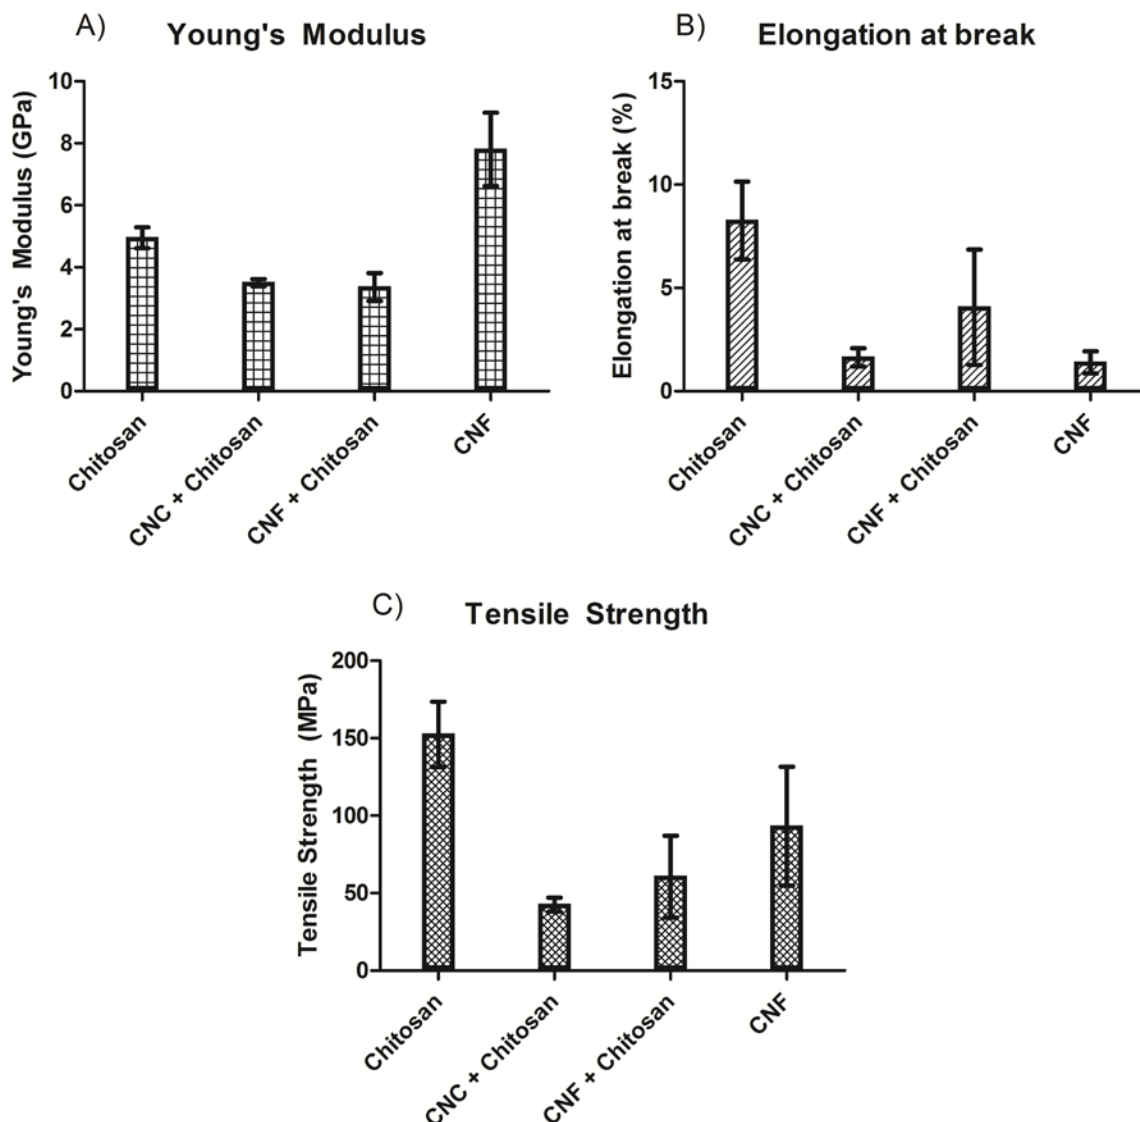 A) Young's Modulus
Young's Modulus (GPa)
10
8
6
4
2
0
Chitosan
CNC + Chitosan
CNF + Chitosan
CNF
B) Elongation at break
Elongation at break (%)
15
10
5
0
Chitosan
CNC + Chitosan
CNF + Chitosan
CNF
C) Tensile Strength
Tensile Strength (MPa)
200
150
100
50
0
Chitosan
CNC + Chitosan
CNF + Chitosan
CNF